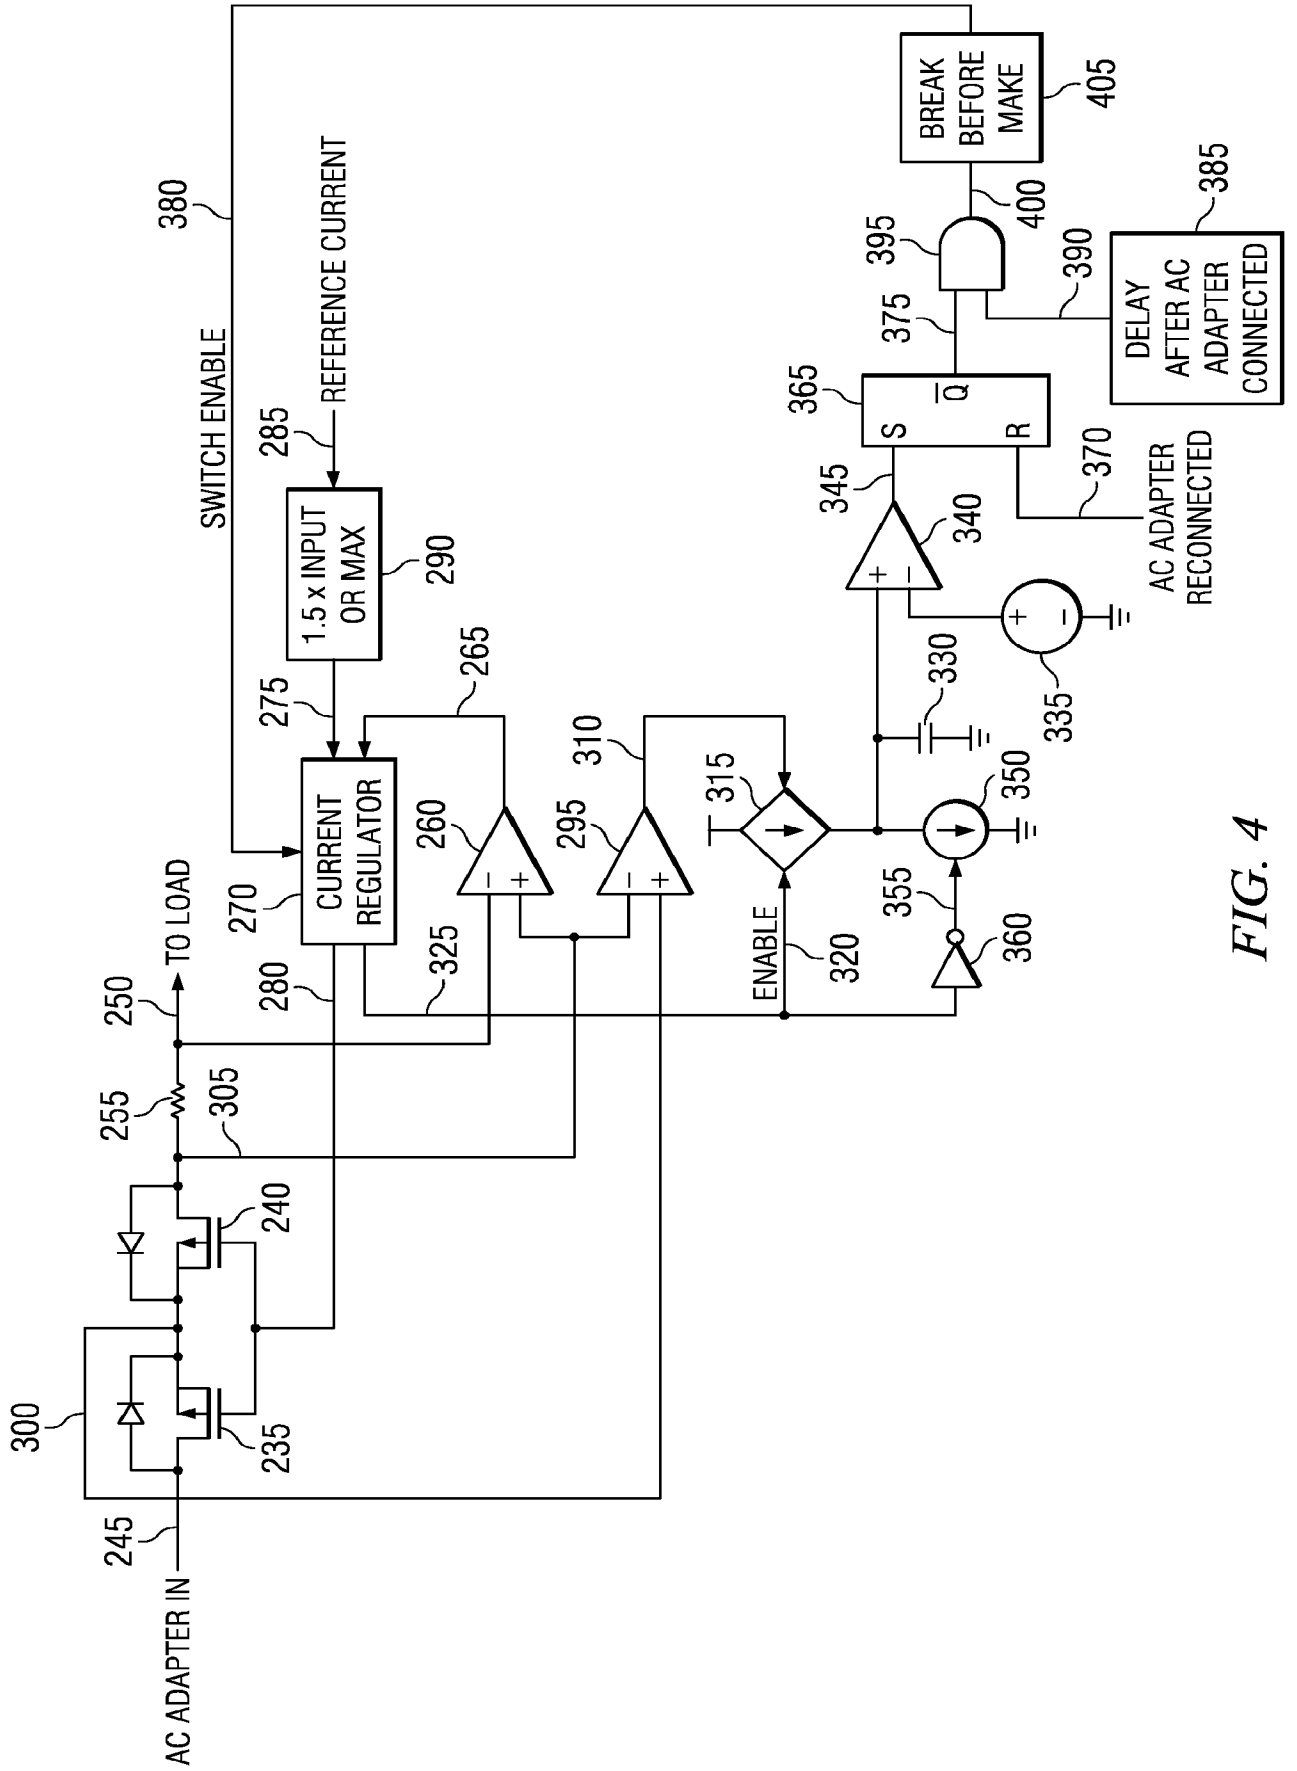 AC ADAPTER IN
245
300
235
240
255
305
250
TO LOAD
SWITCH ENABLE
380
280
270
CURRENT
REGULATOR
275
1.5 x INPUT
OR MAX
290
285
REFERENCE CURRENT
325
260
−
+
265
295
−
+
310
315
ENABLE
320
355
360
350
330
+
−
335
+
−
340
345
365
S
R
Q̅
370
AC ADAPTER
RECONNECTED
375
395
390
DELAY
AFTER AC
ADAPTER
CONNECTED
385
400
BREAK
BEFORE
MAKE
405
FIG. 4